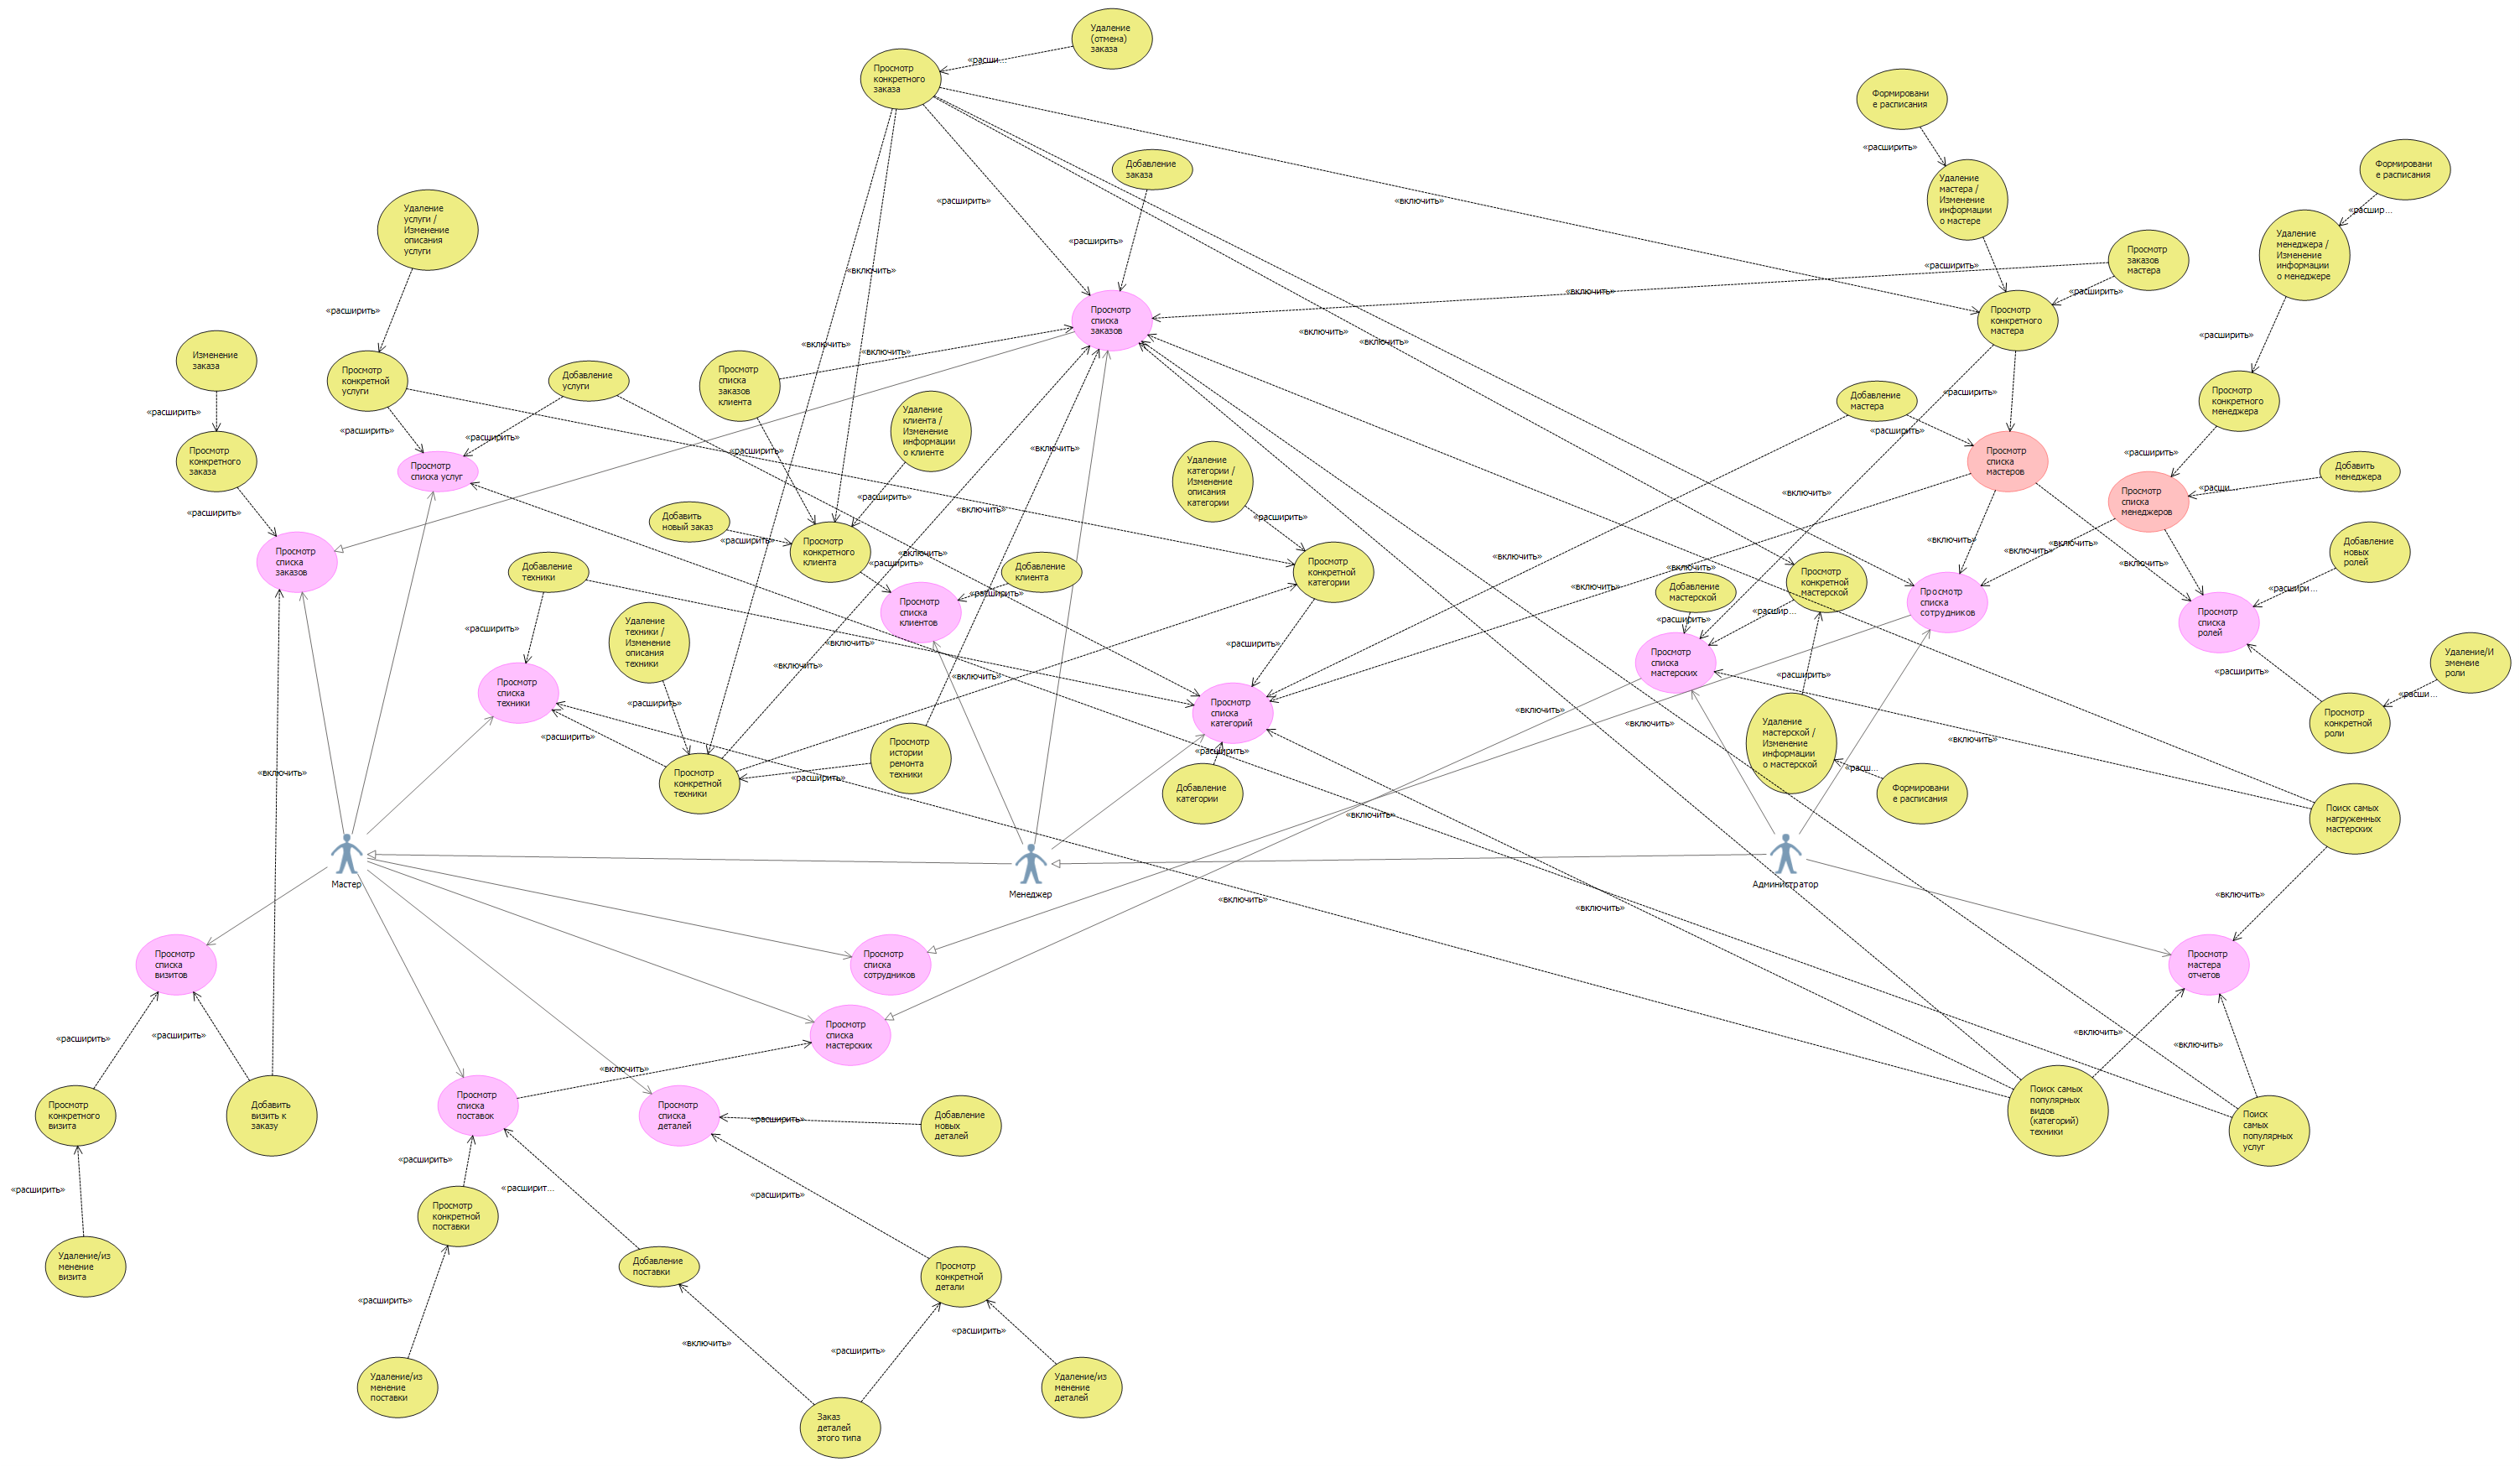 Удаление
(отмена)
заказа
«расши...
Просмотр
конкретного
заказа
Формировани
е расписания
«расширить»
Добавление
заказа
Формировани
е расписания
«расшир...
Удаление
мастера /
Изменение
информации
о мастере
Удаление
услуги /
Изменение
описания
услуги
«расширить»
«включить»
«расширить»
Удаление
менеджера /
Изменение
информации
о менеджере
Просмотр
заказов
мастера
«включить»
«расширить»
«включить»
«расширить»
«расширить»
Просмотр
списка
заказов
Просмотр
конкретного
мастера
«включить»
«включить»
«расширить»
Изменение
заказа
«включить»
«включить»
Просмотр
конкретной
услуги
Добавление
услуги
Просмотр
списка
заказов
клиента
«расширить»
Добавление
мастера
Просмотр
конкретного
менеджера
«расширить»
Удаление
клиента /
Изменение
информации
о клиенте
«расширить»
«расширить»
«расширить»
Просмотр
конкретного
заказа
Просмотр
списка услуг
«расширить»
«включить»
Просмотр
списка
мастеров
«расширить»
Добавить
менеджера
Удаление
категории /
Изменение
описания
категории
«расширить»
«включить»
«расши...
Просмотр
списка
менеджеров
«расширить»
Добавить
новый заказ
«включить»
«расширить»
«расширить»
Просмотр
конкретного
клиента
«включить»
«включить»
«включить»
Добавление
новых
ролей
Просмотр
списка
заказов
Добавление
техники
«включить»
«расширить»
Добавление
клиента
Просмотр
конкретной
категории
«включить»
«включить»
Просмотр
конкретной
мастерской
«включить»
«расширить»
«включить»
Добавление
мастерской
Просмотр
списка
сотрудников
«расшири...
Просмотр
списка
клиентов
«расшир...
«расширить»
Просмотр
списка
ролей
«расширить»
Удаление
техники /
Изменение
описания
техники
«включить»
«расширить»
Просмотр
списка
мастерских
Удаление/И
зменеие
роли
«включить»
«включить»
«расширить»
«расширить»
Просмотр
списка
техники
«расширить»
«расши...
Просмотр
списка
категорий
«включить»
Просмотр
конкретной
роли
«включить»
Удаление
мастерской /
Изменение
информации
о мастерской
«расширить»
Просмотр
истории
ремонта
техники
«расширить»
«включить»
«включить»
Просмотр
конкретной
техники
«расширить»
«расш...
Добавление
категории
Формировани
е расписания
«включить»
Поиск самых
нагруженных
мастерских
Мастер
Менеджер
Администратор
«включить»
«включить»
«включить»
Просмотр
списка
визитов
Просмотр
списка
сотрудников
Просмотр
мастера
отчетов
Просмотр
списка
мастерских
«расширить»
«расширить»
«включить»
«включить»
«включить»
Просмотр
конкретного
визита
Добавить
визить к
заказу
Просмотр
списка
поставок
Просмотр
списка
деталей
«расширить»
Добавление
новых
деталей
Поиск самых
популярных
видов
(категорий)
техники
Поиск
самых
популярных
услуг
«расширить»
«расширить»
«расширит...
«расширить»
Просмотр
конкретной
поставки
Удаление/из
менение
визита
Добавление
поставки
Просмотр
конкретной
детали
«расширить»
«включить»
«расширить»
«расширить»
Удаление/из
менение
поставки
Удаление/из
менение
деталей
Заказ
деталей
этого типа